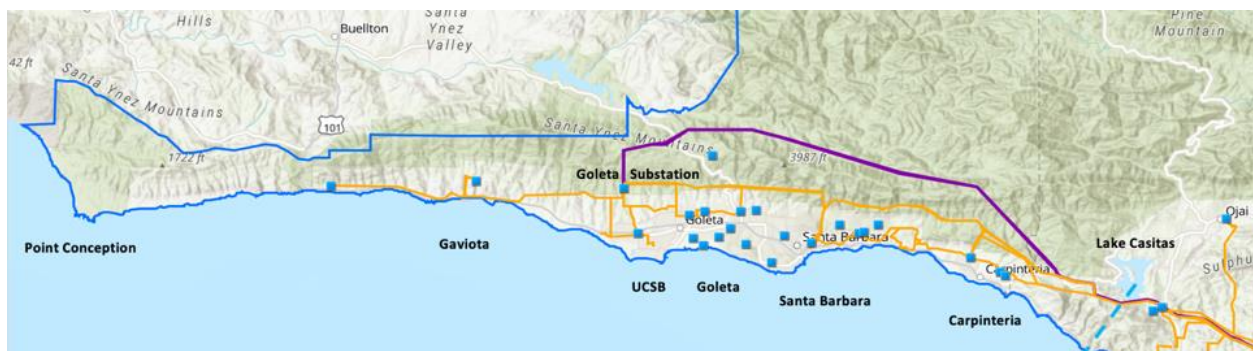 Hills
Buellton
Santa
Ynez
Valley
Pine
Mountain
42 ft
Santa Ynez Mountains
101
1722 ft
Santa Ynez Mountains
3987 ft
Goleta Substation
Goleta
Santa Barbara
Ojai
Lake Casitas
Sulphu
Point Conception
Gaviota
UCSB
Goleta
Santa Barbara
Carpinteria
Carpinteria